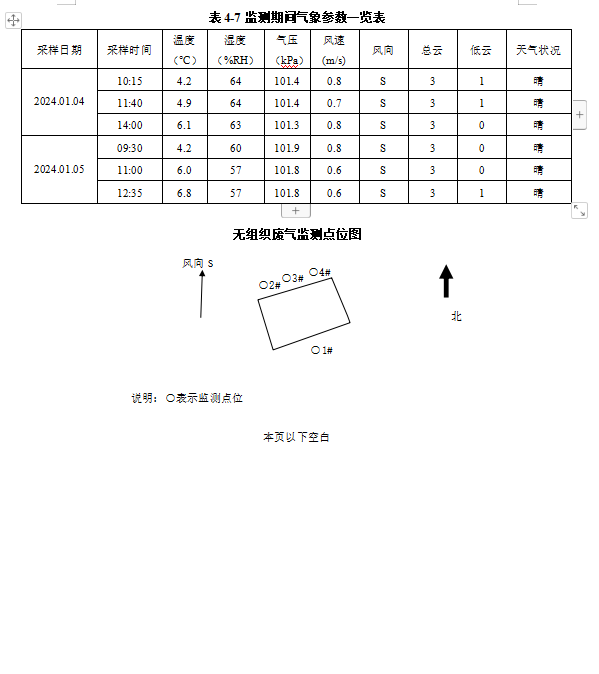 表 4-7 监测期间气象参数一览表
采样日期 采样时间 温度（℃） 湿度（%RH） 气压（kPa） 风速(m/s) 风向 总云 低云 天气状况
2024.01.04 10:15 4.2 64 101.4 0.8 S 3 1 晴
11:40 4.9 64 101.4 0.7 S 3 1 晴
14:00 6.1 63 101.3 0.8 S 3 0 晴
2024.01.05 09:30 4.2 60 101.9 0.8 S 3 0 晴
11:00 6.0 57 101.8 0.6 S 3 0 晴
12:35 6.8 57 101.8 0.6 S 3 1 晴
无组织废气监测点位图
风向 S
〇2# 〇3# 〇4#
北
〇1#
说明：〇表示监测点位
本页以下空白